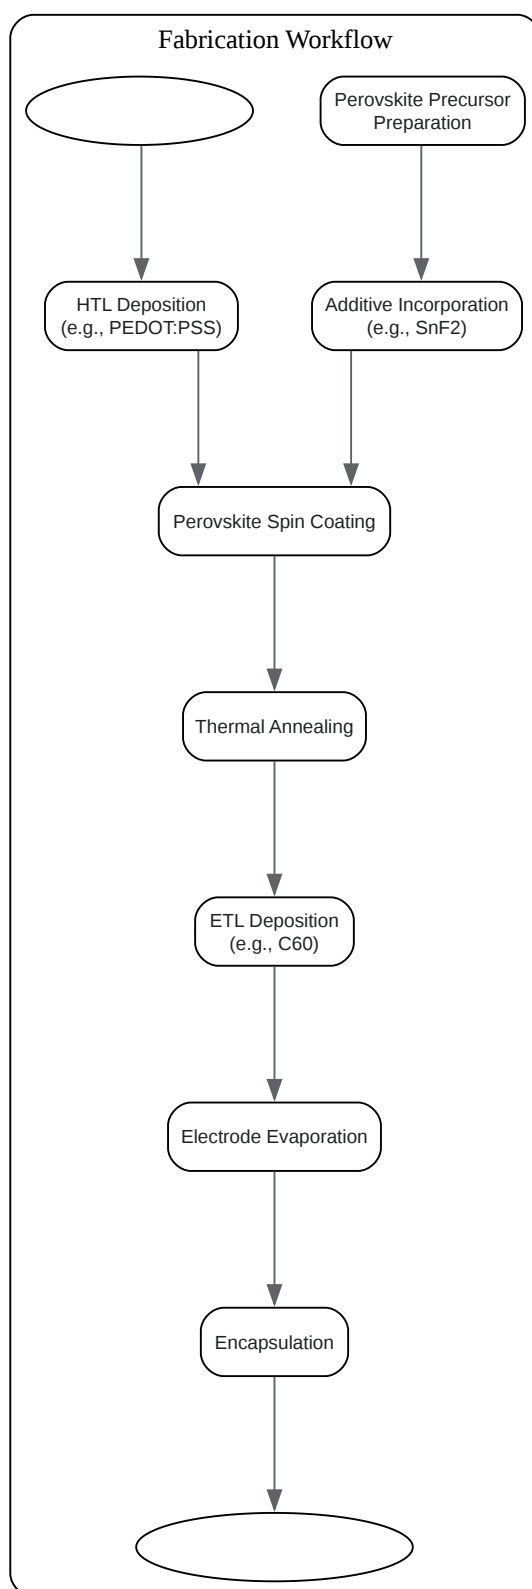 Fabrication Workflow
Perovskite Precursor
Preparation
HTL Deposition
(e.g., PEDOT:PSS)
Additive Incorporation
(e.g., SnF2)
Perovskite Spin Coating
Thermal Annealing
ETL Deposition
(e.g., C60)
Electrode Evaporation
Encapsulation